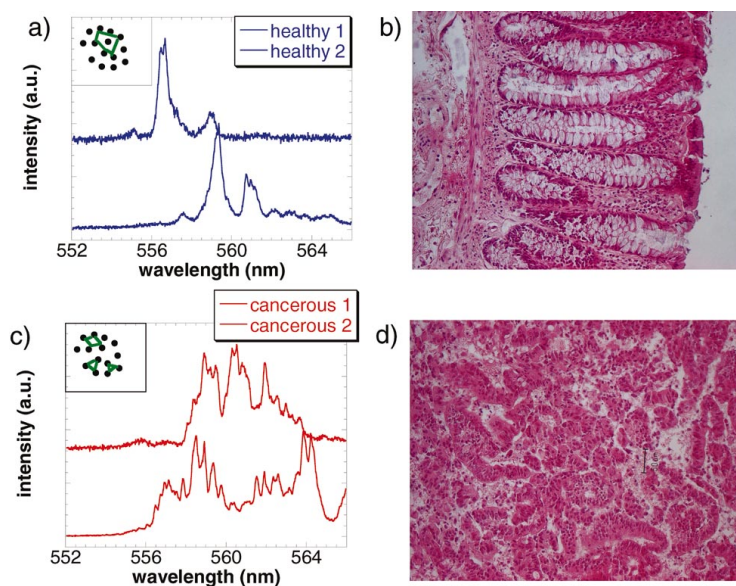 a)
healthy 1
healthy 2
intensity (a.u.)
552 556 560 564
wavelength (nm)
b)
c)
cancerous 1
cancerous 2
intensity (a.u.)
552 556 560 564
wavelength (nm)
d)